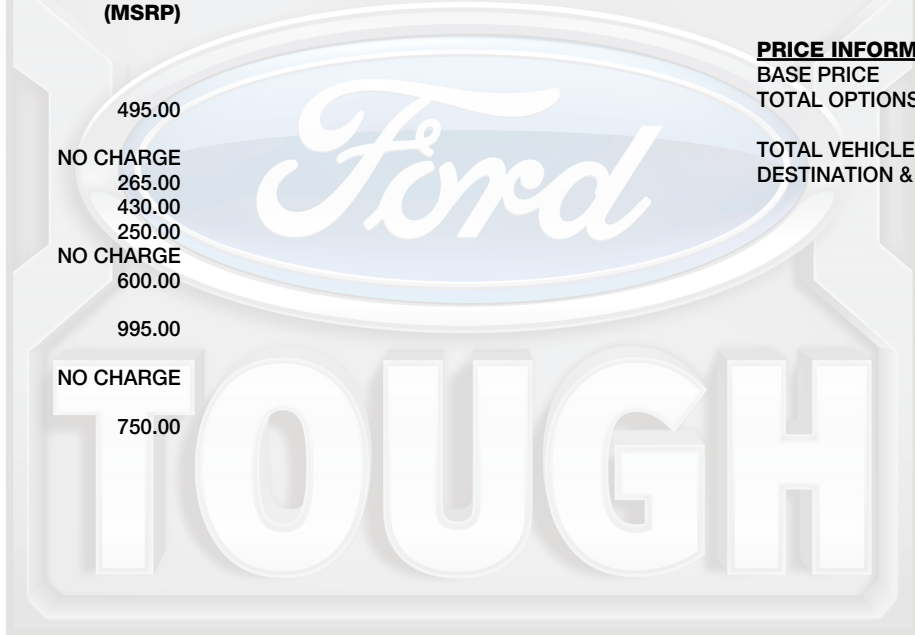 (MSRP)
495.00
NO CHARGE
265.00
430.00
250.00
NO CHARGE
600.00
995.00
NO CHARGE
750.00
PRICE INFORM
BASE PRICE
TOTAL OPTIONS
TOTAL VEHICLE
DESTINATION &
Ford
TOUGH